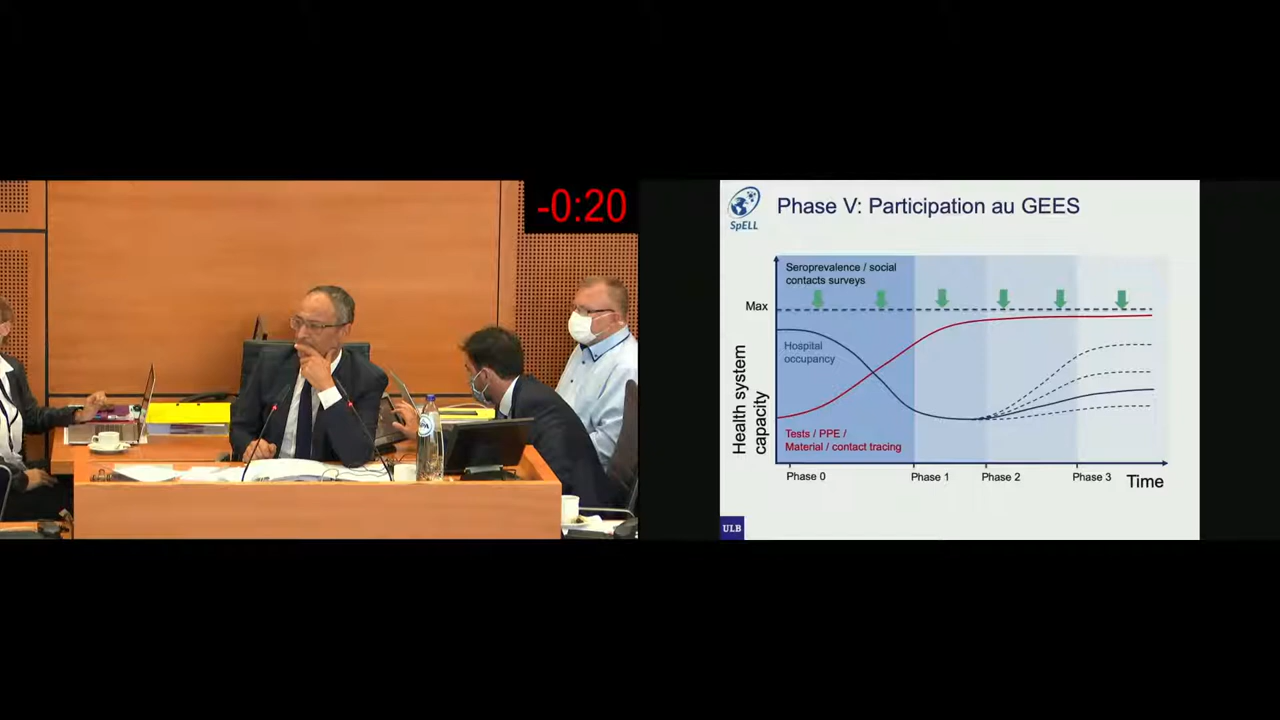 -0:20
SpELL
Phase V: Participation au GEES
Seroprevalence / social
contacts surveys
Max
Hospital
occupancy
Health system
capacity
Tests / PPE /
Material / contact tracing
Phase 0
Phase 1
Phase 2
Phase 3
Time
ULB